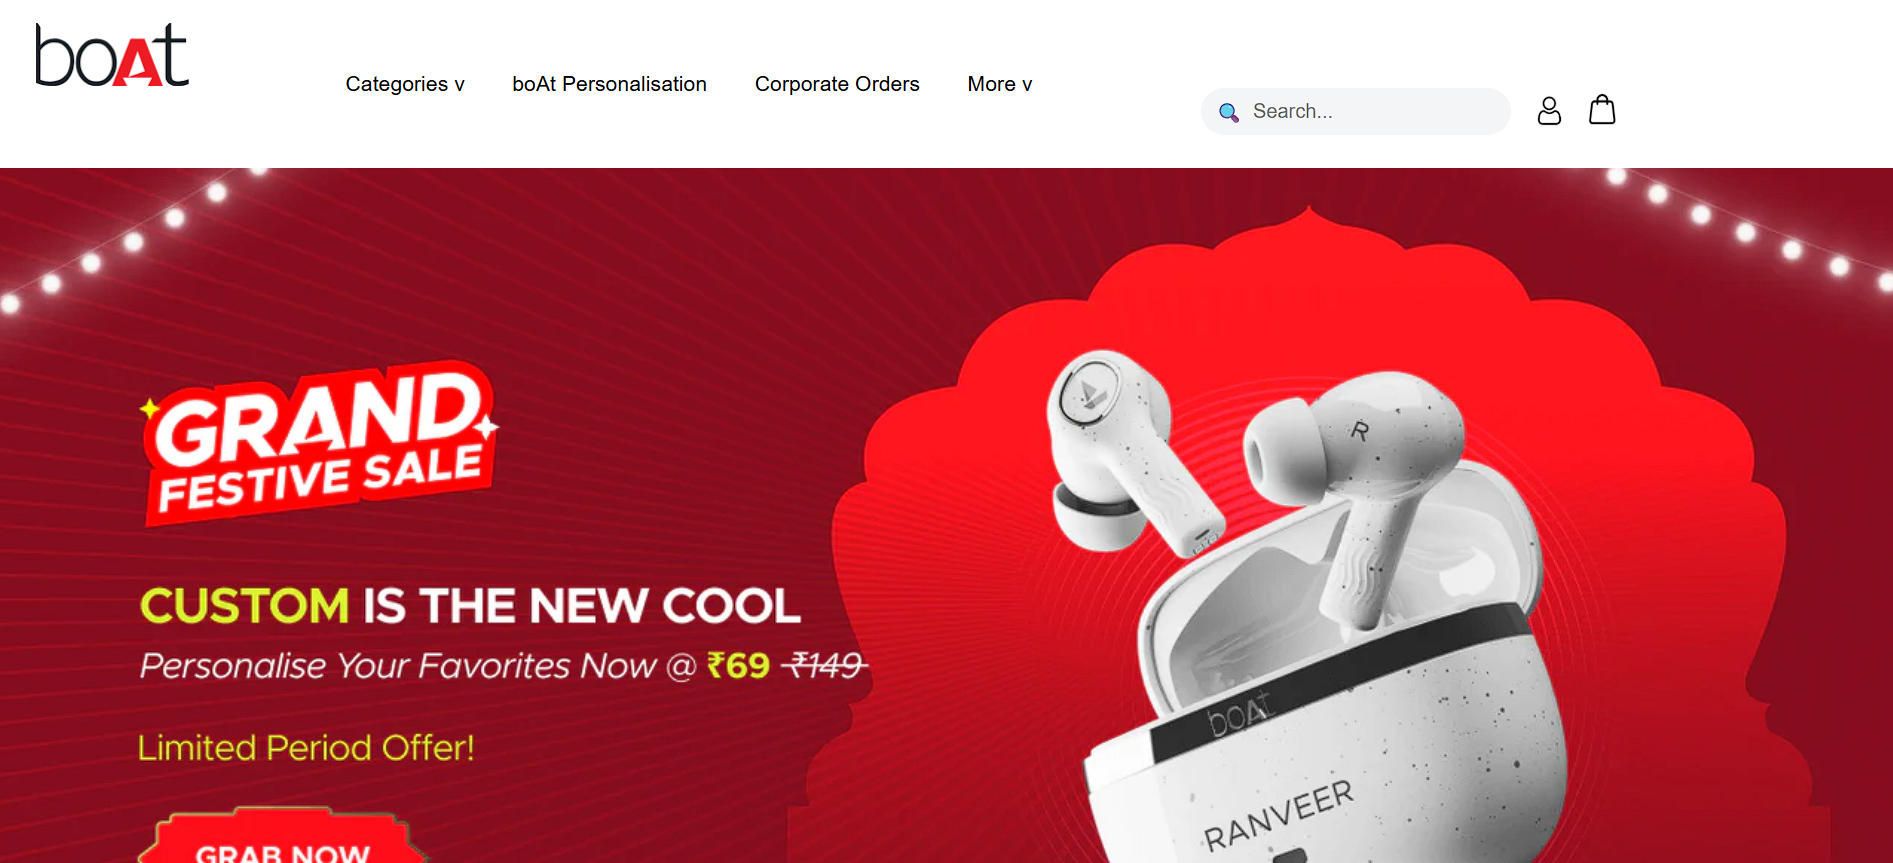 boAt
Categories v boAt Personalisation Corporate Orders More v
Search...
GRAND
FESTIVE SALE
CUSTOM IS THE NEW COOL
Personalise Your Favorites Now @ ₹69 ₹149
Limited Period Offer!
GRAB NOW
R
boAt
RANVEER